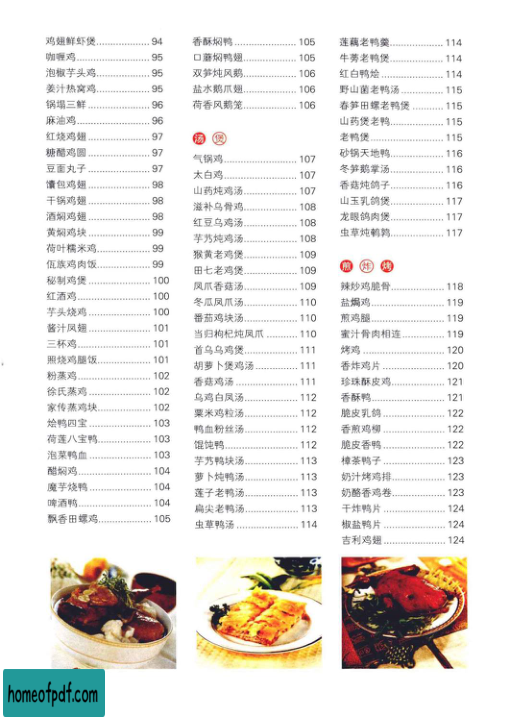 鸡翅鲜虾煲.................. 94
咖喱鸡......................... 95
泡椒芋头鸡.................. 95
姜汁热窝鸡.................. 95
锅塌三鲜...................... 96
麻油鸡......................... 96
红烧鸡翅...................... 97
糖醋鸡圆...................... 97
豆面丸子...................... 97
馕包鸡翅...................... 98
干锅鸡翅...................... 98
酒焖鸡翅...................... 98
黄焖鸡块...................... 99
荷叶糯米鸡.................. 99
佤族鸡肉饭.................. 99
秘制鸡煲...................... 100
红酒鸡......................... 100
芋头烧鸡...................... 100
酱汁凤翅...................... 101
三杯鸡......................... 101
照烧鸡腿饭.................. 101
粉蒸鸡......................... 102
徐氏蒸鸡...................... 102
家传蒸鸡块.................. 102
烩鸭四宝...................... 103
荷莲八宝鸭.................. 103
泡菜鸭血...................... 103
醋焖鸡......................... 104
魔芋烧鸭...................... 104
啤酒鸭......................... 104
飘香田螺鸡.................. 105
香酥焖鸭...................... 105
口蘑焖鸭翅.................. 105
双笋炖风鹅.................. 106
盐水鹅爪翅.................. 106
荷香风鹅笼.................. 106
汤 煲
气锅鸡......................... 107
太白鸡......................... 107
山药炖鸡汤.................. 107
滋补乌骨鸡.................. 108
红豆乌鸡汤.................. 108
芋艿炖鸡汤.................. 108
猴黄老鸡煲.................. 109
田七老鸡煲.................. 109
凤爪香菇汤.................. 109
冬瓜凤爪汤.................. 110
番茄鸡块汤.................. 110
当归枸杞炖凤爪........... 110
首乌乌鸡煲.................. 111
胡萝卜煲鸡汤.............. 111
香菇鸡汤...................... 111
乌鸡白凤汤.................. 112
粟米鸡粒汤.................. 112
鸭血粉丝汤.................. 112
馄饨鸭......................... 112
芋艿鸭块汤.................. 113
萝卜炖鸭汤.................. 113
莲子老鸭汤.................. 113
扁尖老鸭汤.................. 113
虫草鸭汤...................... 114
莲藕老鸭羹.................. 114
牛蒡老鸭煲.................. 114
红白鸭烩...................... 114
野山菌老鸭汤.............. 115
春笋田螺老鸭煲........... 115
山药煲老鸭.................. 115
老鸭煲......................... 115
砂锅天地鸭.................. 116
冬笋鹅掌汤.................. 116
香菇炖鸽子.................. 116
山玉乳鸽煲.................. 117
龙眼鸽肉煲.................. 117
虫草炖鹌鹑.................. 117
煎 炸 烤
辣炒鸡脆骨.................. 118
盐焗鸡......................... 119
煎鸡腿......................... 119
蜜汁骨肉相连.............. 119
烤鸡............................ 120
香炸鸡片...................... 120
珍珠酥皮鸡.................. 121
香酥鸭......................... 121
脆皮乳鸽...................... 122
香煎鸡柳...................... 122
脆皮香鸭...................... 122
樟茶鸭子...................... 123
奶汁烤鸡排.................. 123
奶酪香鸡卷.................. 123
干炸鸭片...................... 124
椒盐鸭片...................... 124
吉利鸡翅...................... 124
homeofpdf.com